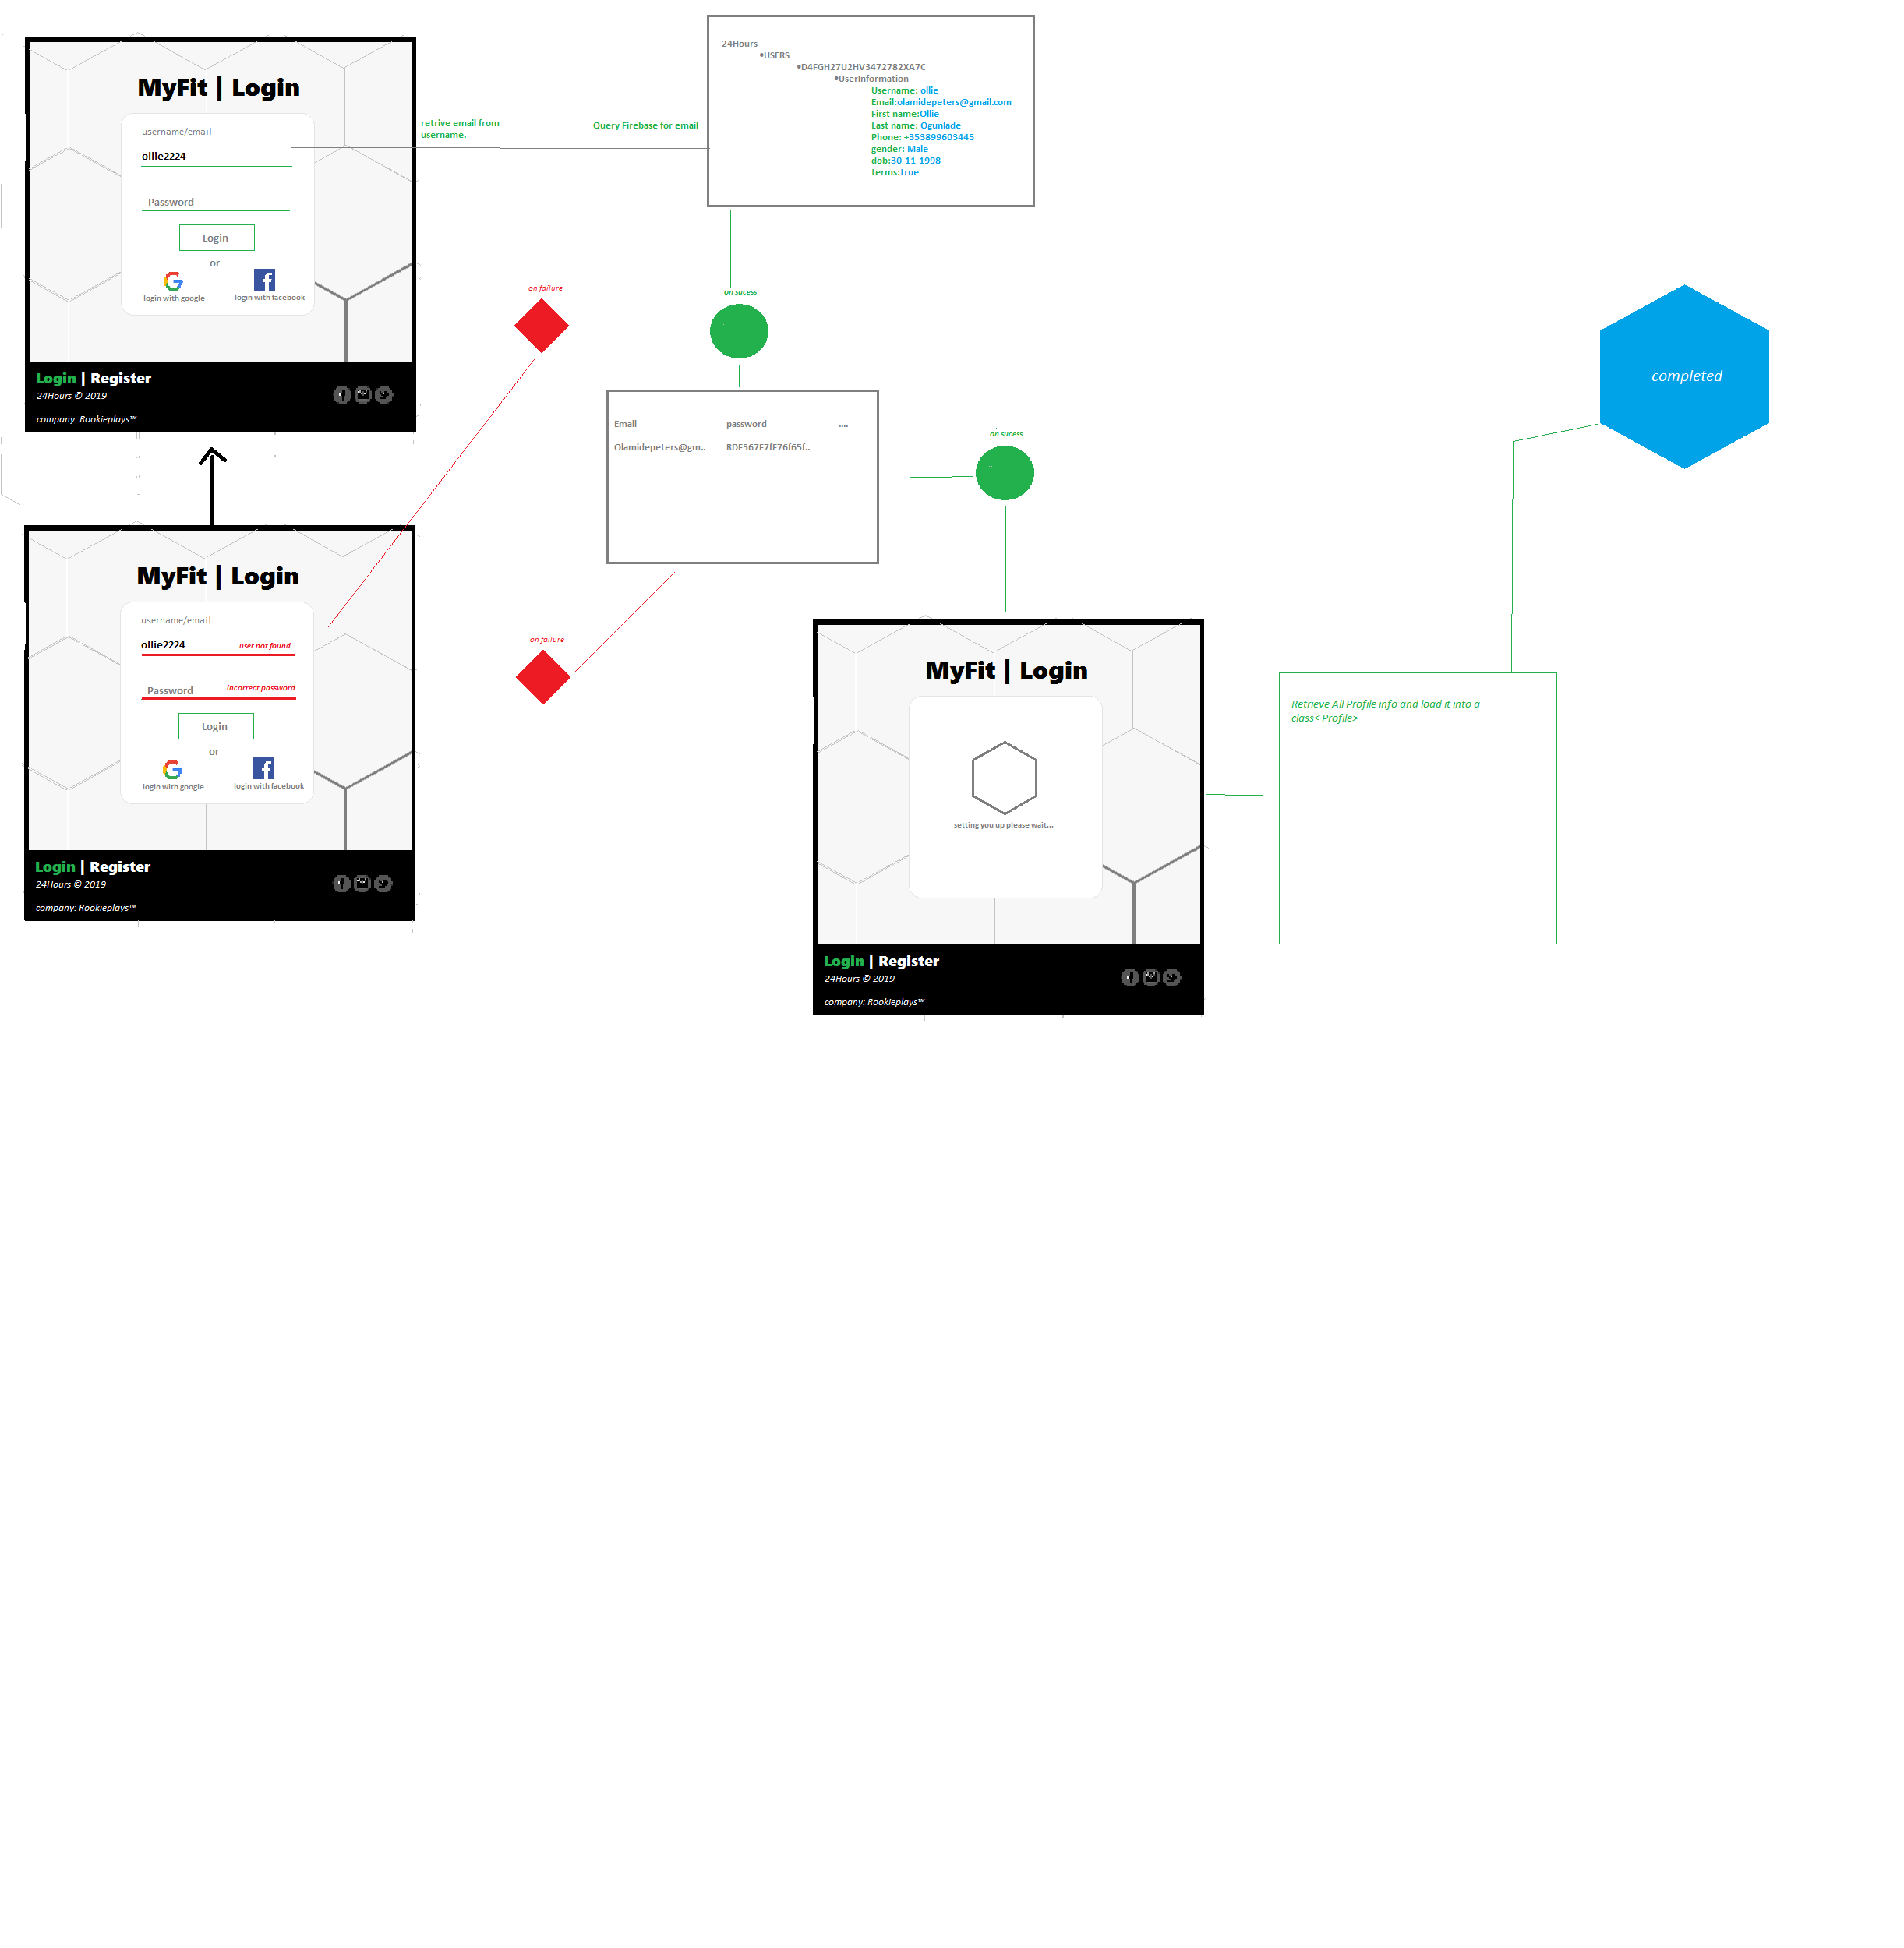 MyFit | Login
username/email
ollie2224
Password
Login
or
login with google
login with facebook
Login | Register
24Hours © 2019
company: Rookieplays™
retrive email from
username.
Query Firebase for email
24Hours
•USERS
•D4FGH27U2HV3472782XA7C
•UserInformation
Username: ollie
Email:olamidepeters@gmail.com
First name:Ollie
Last name: Ogunlade
Phone: +353899603445
gender: Male
dob:30-11-1998
terms:true
on failure
on sucess
Email password ....
Olamidepeters@gm.. RDF567F7fF76f65f..
on sucess
completed
MyFit | Login
username/email
ollie2224 user not found
Password incorrect password
Login
or
login with google
login with facebook
Login | Register
24Hours © 2019
company: Rookieplays™
on failure
MyFit | Login
setting you up please wait...
Login | Register
24Hours © 2019
company: Rookieplays™
Retrieve All Profile info and load it into a
class< Profile>